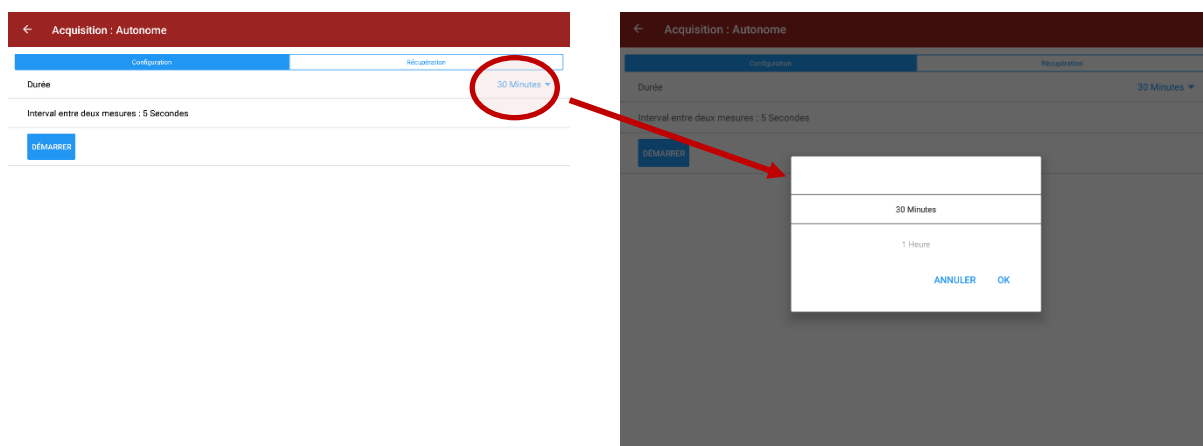 Acquisition : Autonome
Configuration
Récupération
Durée
30 Minutes
Interval entre deux mesures : 5 Secondes
DÉMARRER
Acquisition : Autonome
Configuration
Récupération
Durée
30 Minutes
Interval entre deux mesures : 5 Secondes
DÉMARRER
30 Minutes
1 Heure
ANNULER OK